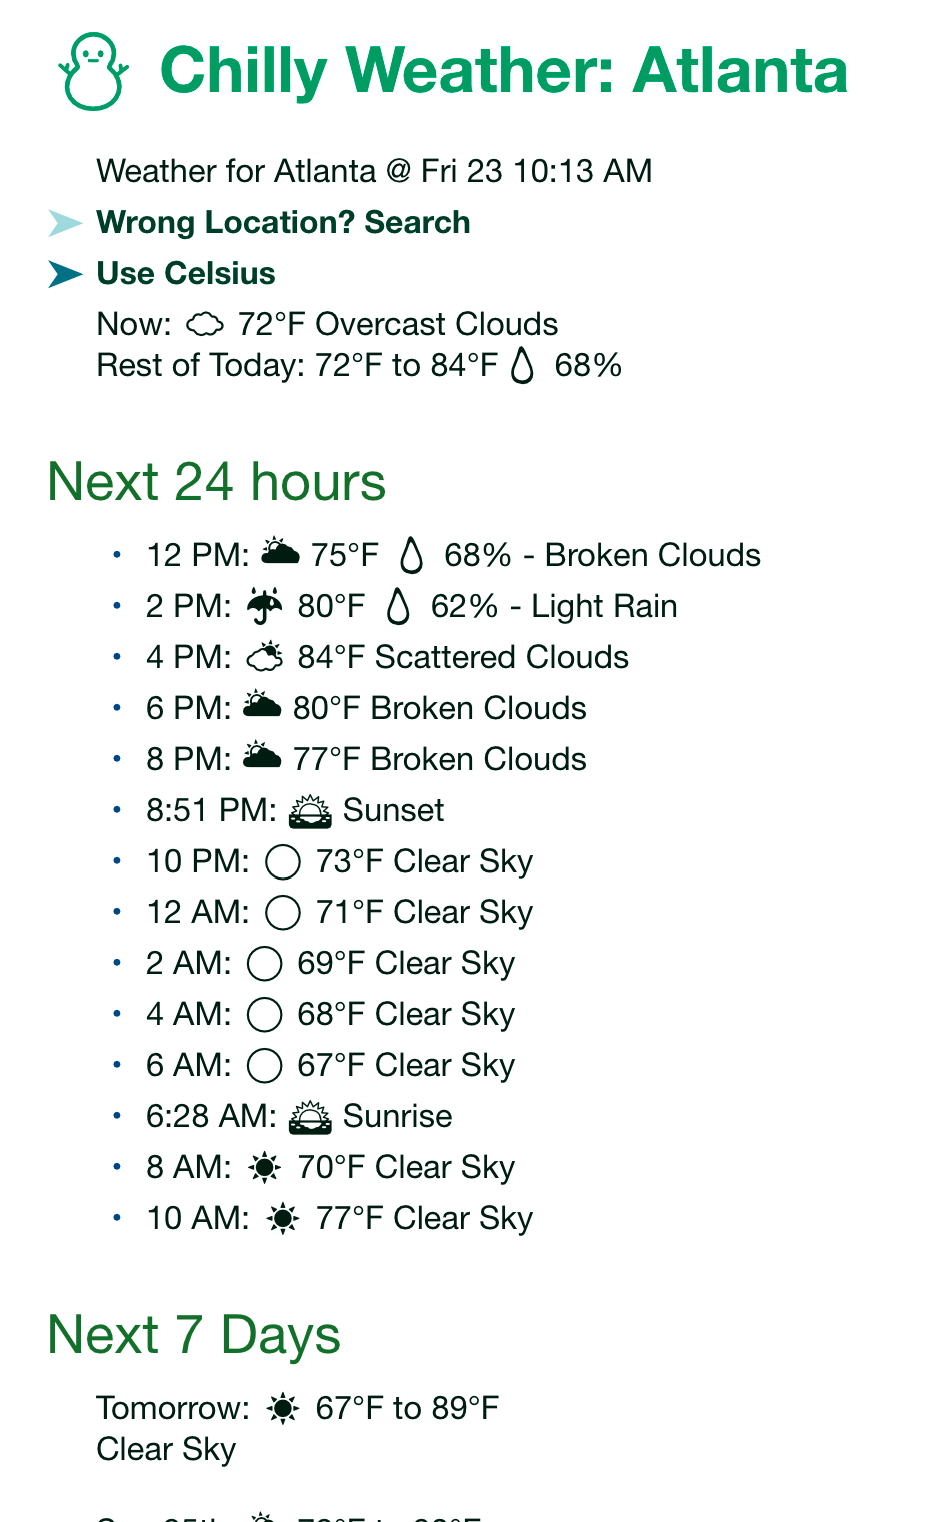 Chilly Weather: Atlanta
Weather for Atlanta @ Fri 23 10:13 AM
Wrong Location? Search
Use Celsius
Now: 72°F Overcast Clouds
Rest of Today: 72°F to 84°F 68%
Next 24 hours
12 PM: 75°F 68% - Broken Clouds
2 PM: 80°F 62% - Light Rain
4 PM: 84°F Scattered Clouds
6 PM: 80°F Broken Clouds
8 PM: 77°F Broken Clouds
8:51 PM: Sunset
10 PM: 73°F Clear Sky
12 AM: 71°F Clear Sky
2 AM: 69°F Clear Sky
4 AM: 68°F Clear Sky
6 AM: 67°F Clear Sky
6:28 AM: Sunrise
8 AM: 70°F Clear Sky
10 AM: 77°F Clear Sky
Next 7 Days
Tomorrow: 67°F to 89°F
Clear Sky